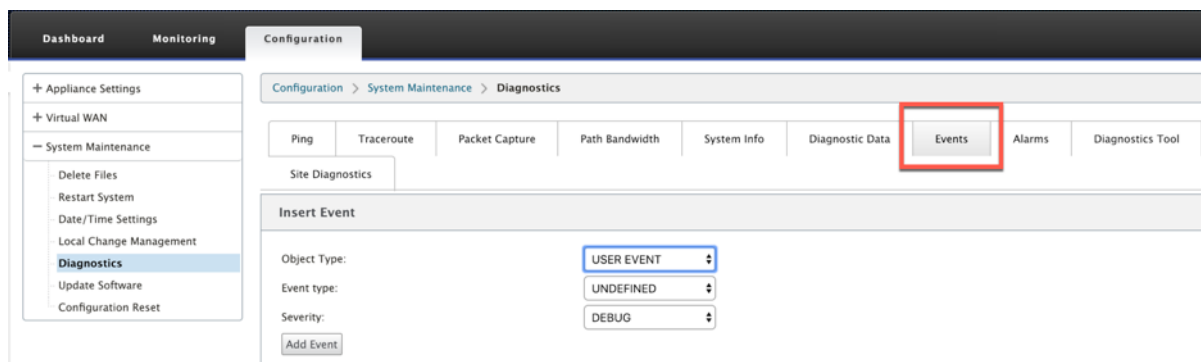 Dashboard Monitoring Configuration
+ Appliance Settings
+ Virtual WAN
− System Maintenance
Delete Files
Restart System
Date/Time Settings
Local Change Management
Diagnostics
Update Software
Configuration Reset
Configuration > System Maintenance > Diagnostics
Ping Traceroute Packet Capture Path Bandwidth System Info Diagnostic Data Events Alarms Diagnostics Tool
Site Diagnostics
Insert Event
Object Type: USER EVENT
Event type: UNDEFINED
Severity: DEBUG
Add Event